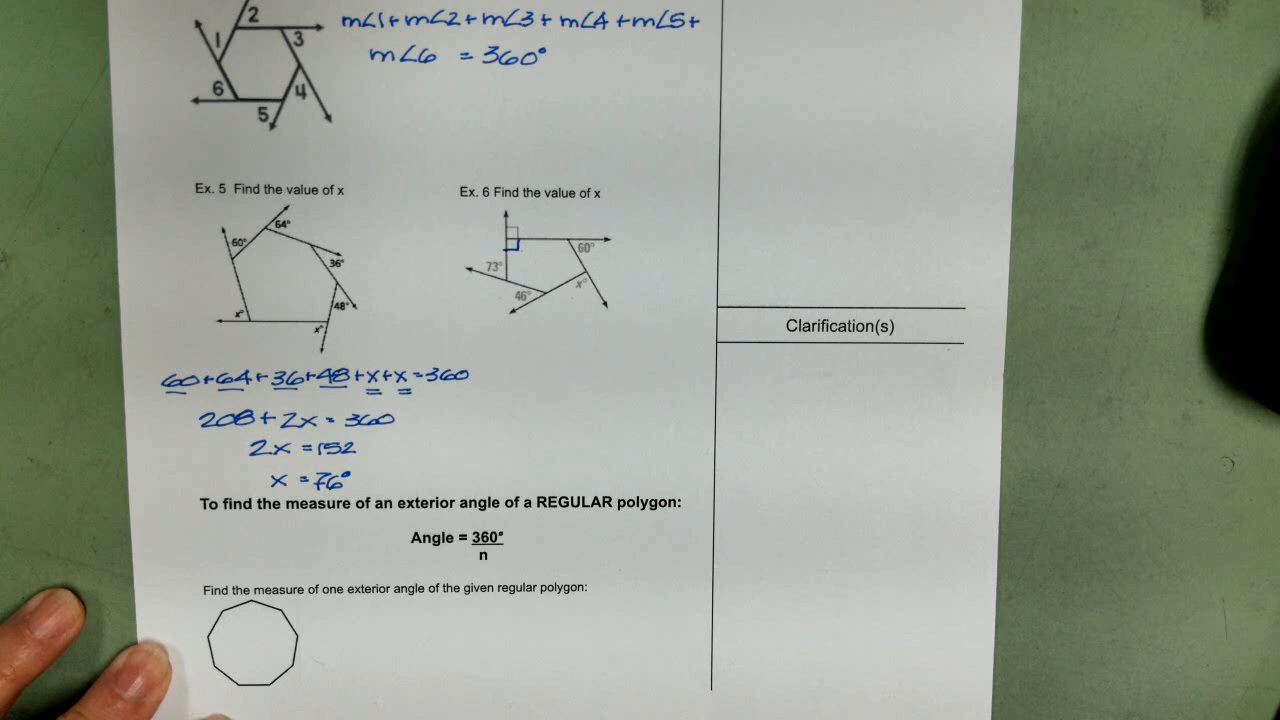 2
1
3
6
4
5
m∠1+m∠2+m∠3+m∠4+m∠5+
m∠6 = 360°
Ex. 5 Find the value of x
64°
60°
36°
48°
x°
x°
Ex. 6 Find the value of x
60°
73°
x°
46°
Clarification(s)
60+64+36+48+x+x=360
208+2x=360
2x=152
x=76°
To find the measure of an exterior angle of a REGULAR polygon:
Angle = 360°
n
Find the measure of one exterior angle of the given regular polygon: